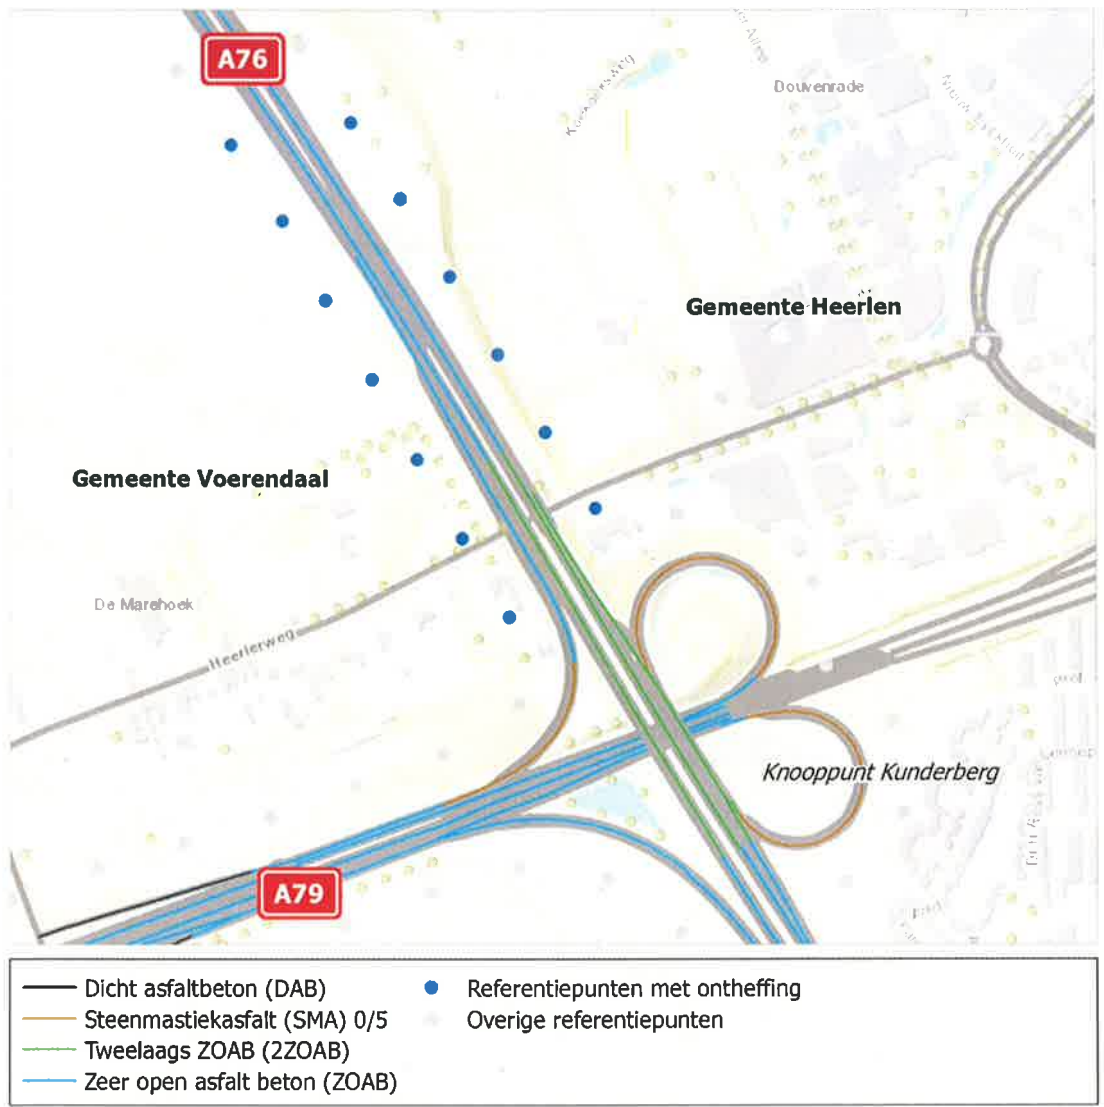 A76
Douvenrade
Gemeente Heerlen
Gemeente Voerendaal
De Marehoek
Heerlerweg
Knooppunt Kunderberg
A79
Dicht asfaltbeton (DAB)
Steenmastiekasfalt (SMA) 0/5
Tweelaags ZOAB (2ZOAB)
Zeer open asfalt beton (ZOAB)
Referentiepunten met ontheffing
Overige referentiepunten